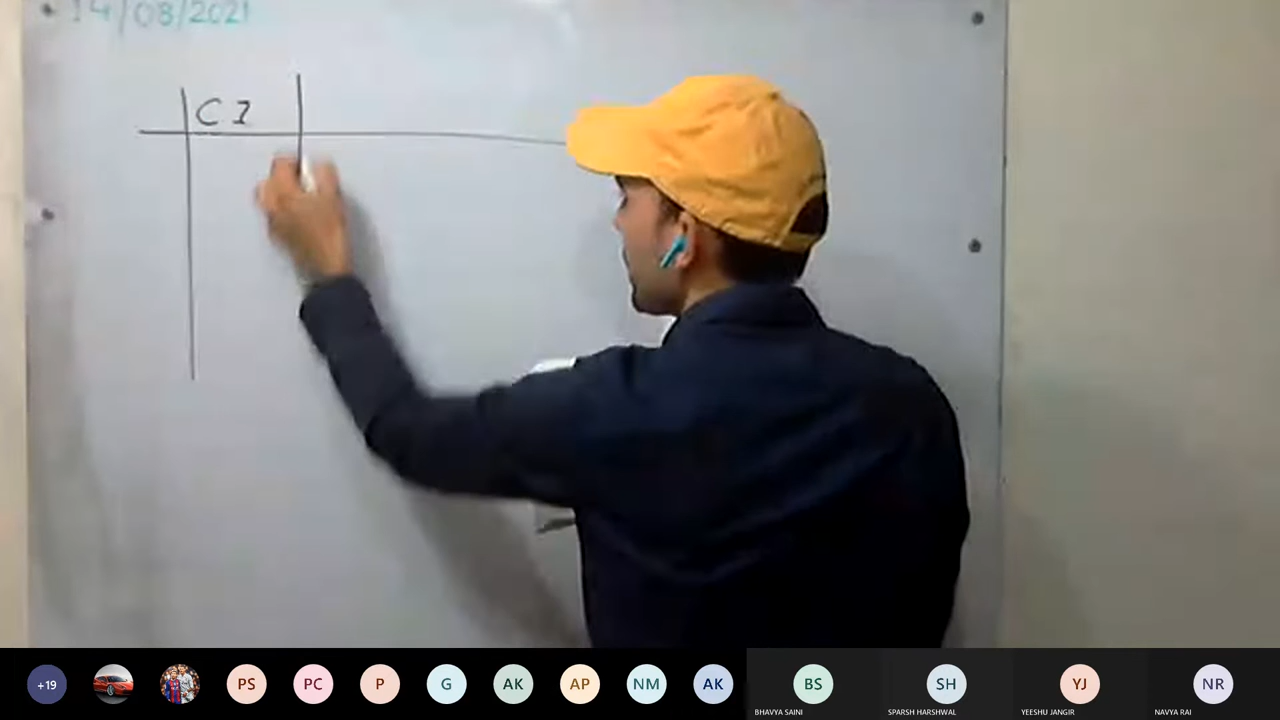 14/08/2021
C I
+19 PS PC P G AK AP NM AK BS SH YJ NR
BHAVYA SAINI SPARSH HARSHWAL YEESHU JANGIR NAVYA RAI